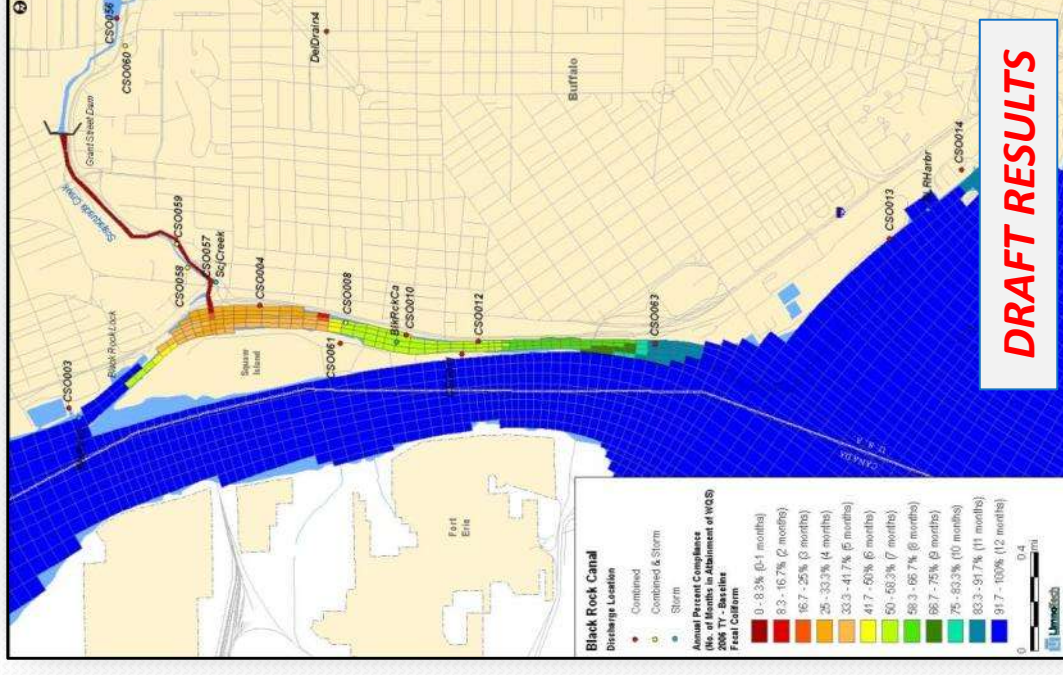 CSO056
CSO060
DelDrain4
Grant Street Dam
CSO059
CSO058
CSO057
ScjCreek
CSO004
CSO003
Black Rock Lock
Squaw
Island
CSO008
BlkRckCa
CSO010
CSO061
CSO012
CSO063
Buffalo
CSO013
LRHarbr
CSO014
U.S.A.
CANADA
Fort
Erie
DRAFT RESULTS
Black Rock Canal
Discharge Location
Combined
Combined & Storm
Storm
Annual Percent Compliance
(No. of Months in Attainment of WQS)
2006 TY - Baseline
Fecal Coliform
0 - 8.3% (0-1 months)
8.3 - 16.7% (2 months)
16.7 - 25% (3 months)
25 - 33.3% (4 months)
33.3 - 41.7% (5 months)
41.7 - 50% (6 months)
50 - 58.3% (7 months)
58.3 - 66.7% (8 months)
66.7 - 75% (9 months)
75 - 83.3% (10 months)
83.3 - 91.7% (11 months)
91.7 - 100% (12 months)
0 0.4
mi
LimnoTech